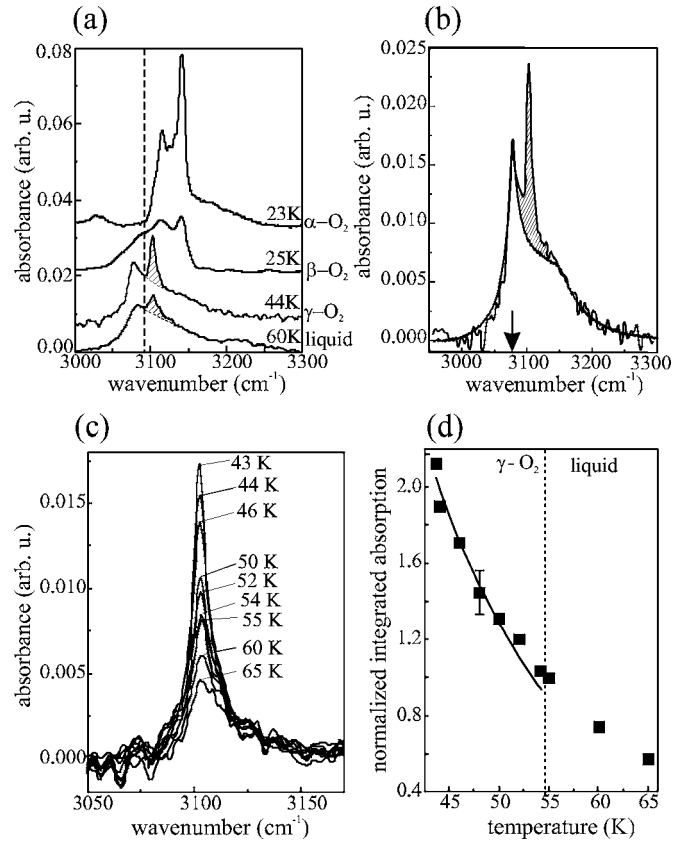 (a)
absorbance (arb. u.)
0.08
0.06
0.04
0.02
0.00
23K
α–O₂
25K
β–O₂
44K
γ–O₂
60K
liquid
3000 3100 3200 3300
wavenumber (cm⁻¹)
(b)
absorbance (arb. u.)
0.025
0.020
0.015
0.010
0.005
0.000
3000 3100 3200 3300
wavenumber (cm⁻¹)
(c)
absorbance (arb. u.)
0.015
0.010
0.005
0.000
43 K
44 K
46 K
50 K
52 K
54 K
55 K
60 K
65 K
3050 3100 3150
wavenumber (cm⁻¹)
(d)
normalized integrated absorption
γ - O₂
liquid
2.0
1.6
1.2
0.8
0.4
45 50 55 60 65
temperature (K)